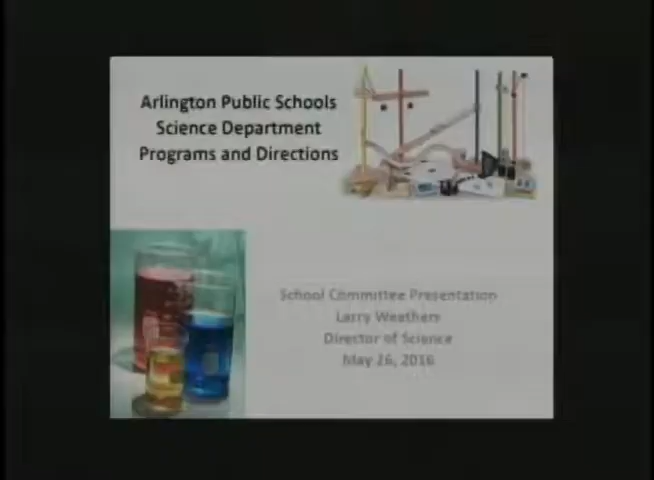 Arlington Public Schools
Science Department
Programs and Directions
School Committee Presentation
Larry Weathers
Director of Science
May 26, 2016